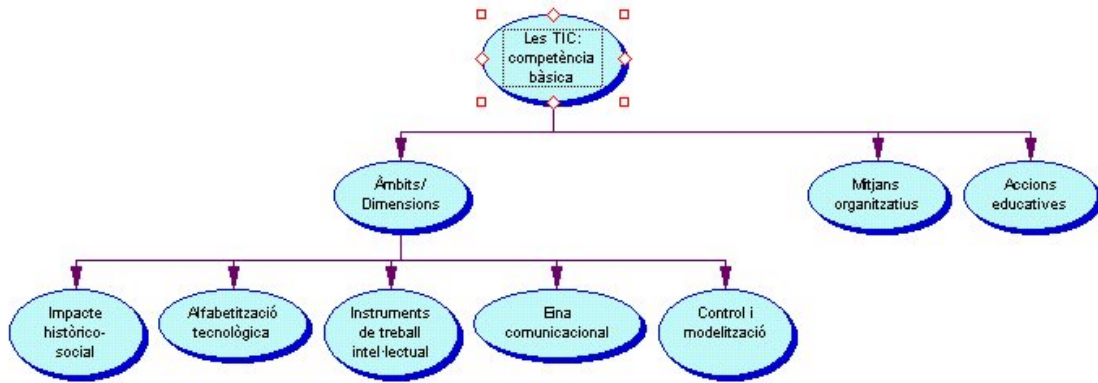 Les TIC:
competència
bàsica
Àmbits/
Dimensions
Mitjans
organitzatius
Accions
educatives
Impacte
històrico-
social
Alfabetització
tecnològica
Instruments
de treball
intel·lectual
Eina
comunicacional
Control i
modelització